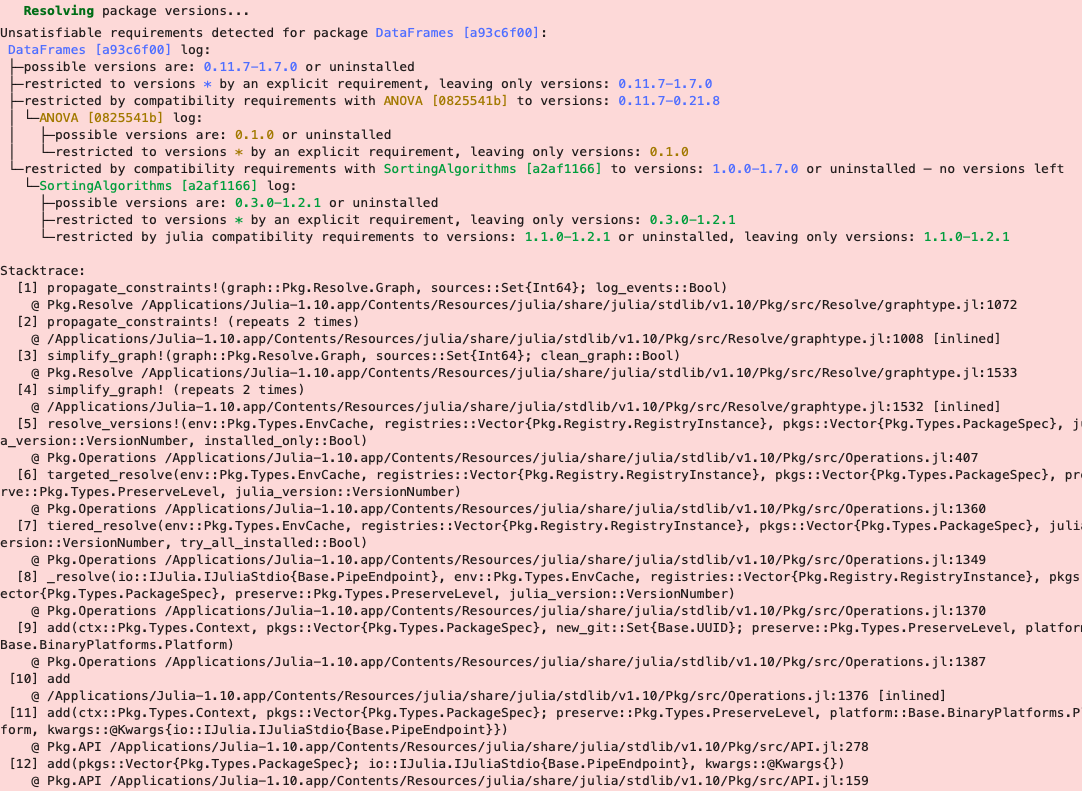 Resolving package versions...
Unsatisfiable requirements detected for package DataFrames [a93c6f00]:
 DataFrames [a93c6f00] log:
 ├─possible versions are: 0.11.7-1.7.0 or uninstalled
 ├─restricted to versions * by an explicit requirement, leaving only versions: 0.11.7-1.7.0
 ├─restricted by compatibility requirements with ANOVA [0825541b] to versions: 0.11.7-0.21.8
 │ └─ANOVA [0825541b] log:
 │   ├─possible versions are: 0.1.0 or uninstalled
 │   └─restricted to versions * by an explicit requirement, leaving only versions: 0.1.0
 └─restricted by compatibility requirements with SortingAlgorithms [a2af1166] to versions: 1.0.0-1.7.0 or uninstalled — no versions left
   └─SortingAlgorithms [a2af1166] log:
     ├─possible versions are: 0.3.0-1.2.1 or uninstalled
     ├─restricted to versions * by an explicit requirement, leaving only versions: 0.3.0-1.2.1
     └─restricted by julia compatibility requirements to versions: 1.1.0-1.2.1 or uninstalled, leaving only versions: 1.1.0-1.2.1
Stacktrace:
  [1] propagate_constraints!(graph::Pkg.Resolve.Graph, sources::Set{Int64}; log_events::Bool)
    @ Pkg.Resolve /Applications/Julia-1.10.app/Contents/Resources/julia/share/julia/stdlib/v1.10/Pkg/src/Resolve/graphtype.jl:1072
  [2] propagate_constraints! (repeats 2 times)
    @ /Applications/Julia-1.10.app/Contents/Resources/julia/share/julia/stdlib/v1.10/Pkg/src/Resolve/graphtype.jl:1008 [inlined]
  [3] simplify_graph!(graph::Pkg.Resolve.Graph, sources::Set{Int64}; clean_graph::Bool)
    @ Pkg.Resolve /Applications/Julia-1.10.app/Contents/Resources/julia/share/julia/stdlib/v1.10/Pkg/src/Resolve/graphtype.jl:1533
  [4] simplify_graph! (repeats 2 times)
    @ /Applications/Julia-1.10.app/Contents/Resources/julia/share/julia/stdlib/v1.10/Pkg/src/Resolve/graphtype.jl:1532 [inlined]
  [5] resolve_versions!(env::Pkg.Types.EnvCache, registries::Vector{Pkg.Registry.RegistryInstance}, pkgs::Vector{Pkg.Types.PackageSpec}, j
a_version::VersionNumber, installed_only::Bool)
    @ Pkg.Operations /Applications/Julia-1.10.app/Contents/Resources/julia/share/julia/stdlib/v1.10/Pkg/src/Operations.jl:407
  [6] targeted_resolve(env::Pkg.Types.EnvCache, registries::Vector{Pkg.Registry.RegistryInstance}, pkgs::Vector{Pkg.Types.PackageSpec}, pre
rve::Pkg.Types.PreserveLevel, julia_version::VersionNumber)
    @ Pkg.Operations /Applications/Julia-1.10.app/Contents/Resources/julia/share/julia/stdlib/v1.10/Pkg/src/Operations.jl:1360
  [7] tiered_resolve(env::Pkg.Types.EnvCache, registries::Vector{Pkg.Registry.RegistryInstance}, pkgs::Vector{Pkg.Types.PackageSpec}, juli
ersion::VersionNumber, try_all_installed::Bool)
    @ Pkg.Operations /Applications/Julia-1.10.app/Contents/Resources/julia/share/julia/stdlib/v1.10/Pkg/src/Operations.jl:1349
  [8] _resolve(io::IJulia.IJuliaStdio{Base.PipeEndpoint}, env::Pkg.Types.EnvCache, registries::Vector{Pkg.Registry.RegistryInstance}, pkgs
ector{Pkg.Types.PackageSpec}, preserve::Pkg.Types.PreserveLevel, julia_version::VersionNumber)
    @ Pkg.Operations /Applications/Julia-1.10.app/Contents/Resources/julia/share/julia/stdlib/v1.10/Pkg/src/Operations.jl:1370
  [9] add(ctx::Pkg.Types.Context, pkgs::Vector{Pkg.Types.PackageSpec}, new_git::Set{Base.UUID}; preserve::Pkg.Types.PreserveLevel, platfor
Base.BinaryPlatforms.Platform)
    @ Pkg.Operations /Applications/Julia-1.10.app/Contents/Resources/julia/share/julia/stdlib/v1.10/Pkg/src/Operations.jl:1387
 [10] add
    @ /Applications/Julia-1.10.app/Contents/Resources/julia/share/julia/stdlib/v1.10/Pkg/src/Operations.jl:1376 [inlined]
 [11] add(ctx::Pkg.Types.Context, pkgs::Vector{Pkg.Types.PackageSpec}; preserve::Pkg.Types.PreserveLevel, platform::Base.BinaryPlatforms.P
form, kwargs::@Kwargs{io::IJulia.IJuliaStdio{Base.PipeEndpoint}})
    @ Pkg.API /Applications/Julia-1.10.app/Contents/Resources/julia/share/julia/stdlib/v1.10/Pkg/src/API.jl:278
 [12] add(pkgs::Vector{Pkg.Types.PackageSpec}; io::IJulia.IJuliaStdio{Base.PipeEndpoint}, kwargs::@Kwargs{})
    @ Pkg.API /Applications/Julia-1.10.app/Contents/Resources/julia/share/julia/stdlib/v1.10/Pkg/src/API.jl:159